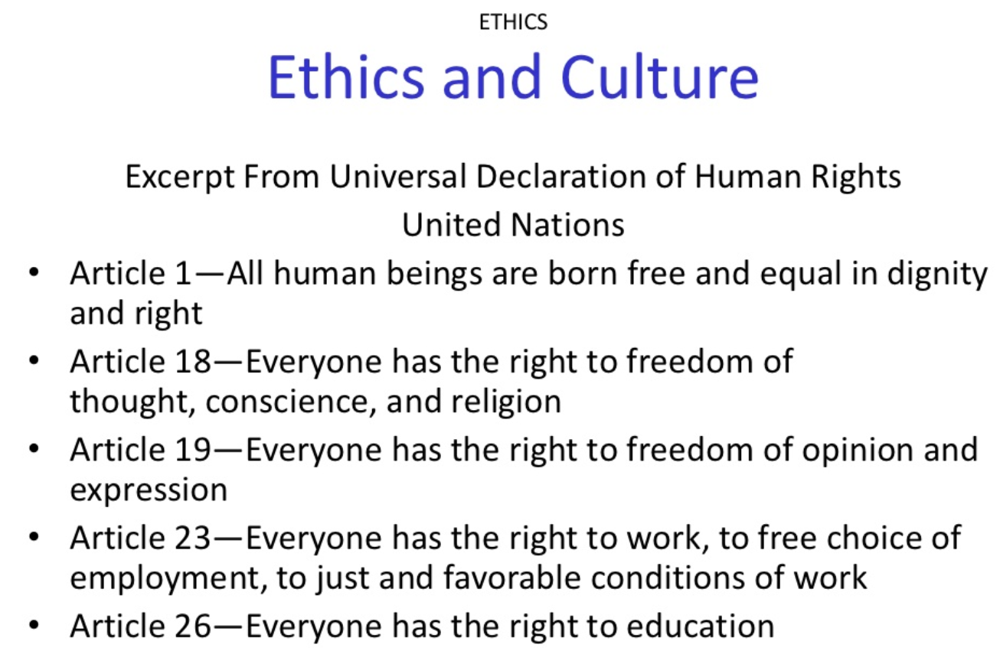 ETHICS
Ethics and Culture
Excerpt From Universal Declaration of Human Rights
United Nations
• Article 1—All human beings are born free and equal in dignity
and right
• Article 18—Everyone has the right to freedom of
thought, conscience, and religion
• Article 19—Everyone has the right to freedom of opinion and
expression
• Article 23—Everyone has the right to work, to free choice of
employment, to just and favorable conditions of work
• Article 26—Everyone has the right to education